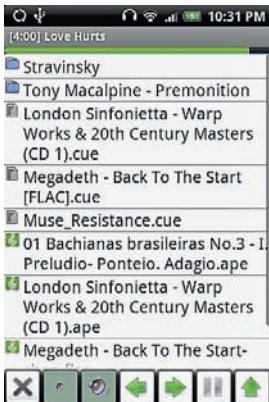 10:31 PM
[4:00] Love Hurts
Stravinsky
Tony Macalpine - Premonition
London Sinfonietta - Warp
Works & 20th Century Masters
(CD 1).cue
Megadeth - Back To The Start
[FLAC].cue
Muse_Resistance.cue
01 Bachianas brasileiras No.3 - I.
Preludio- Ponteio. Adagio.ape
London Sinfonietta - Warp
Works & 20th Century Masters
(CD 1).ape
Megadeth - Back To The Start-